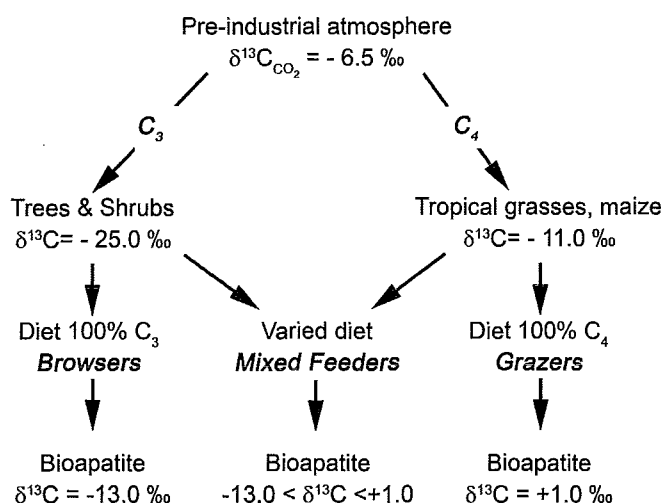 Pre-industrial atmosphere
δ¹³C_CO₂ = - 6.5 ‰
C₃
C₄
Trees & Shrubs
δ¹³C= - 25.0 ‰
Tropical grasses, maize
δ¹³C= - 11.0 ‰
Diet 100% C₃
Browsers
Varied diet
Mixed Feeders
Diet 100% C₄
Grazers
Bioapatite
δ¹³C = -13.0 ‰
Bioapatite
-13.0 < δ¹³C <+1.0
Bioapatite
δ¹³C = +1.0 ‰